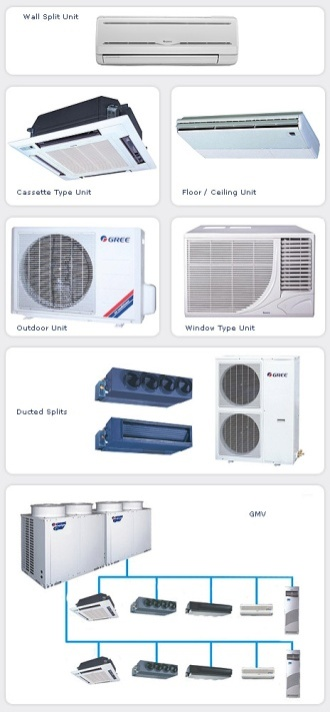 Wall Split Unit
Cassette Type Unit
Floor / Ceiling Unit
GREE
Outdoor Unit
Window Type Unit
Ducted Splits
GREE
GMV